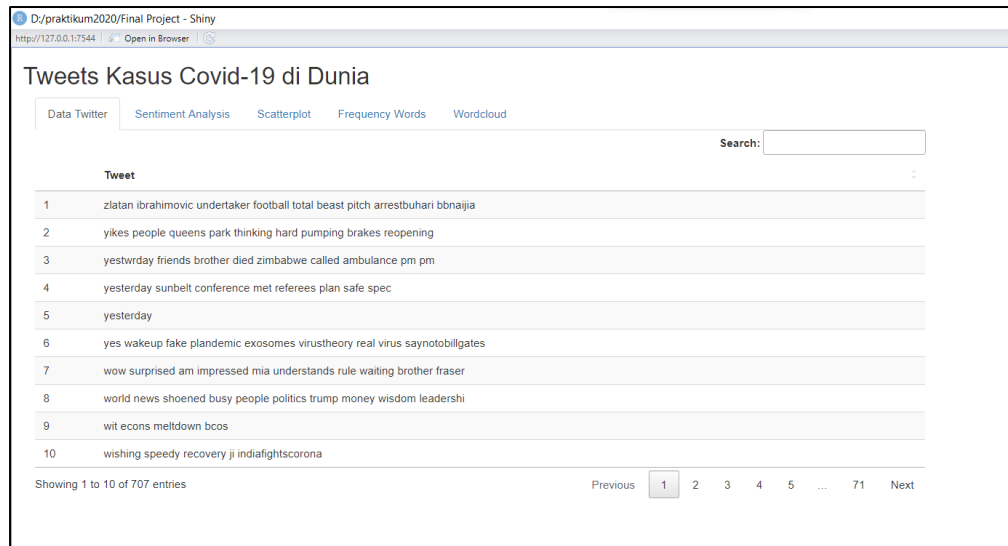 D:/praktikum2020/Final Project - Shiny
http://127.0.0.1:7544 Open in Browser
Tweets Kasus Covid-19 di Dunia
Data Twitter Sentiment Analysis Scatterplot Frequency Words Wordcloud
Search:
Tweet
1 zlatan ibrahimovic undertaker football total beast pitch arrestbuhari bbnaijia
2 yikes people queens park thinking hard pumping brakes reopening
3 yestwrday friends brother died zimbabwe called ambulance pm pm
4 yesterday sunbelt conference met referees plan safe spec
5 yesterday
6 yes wakeup fake plandemic exosomes virustheory real virus saynotobillgates
7 wow surprised am impressed mia understands rule waiting brother fraser
8 world news shoened busy people politics trump money wisdom leadershi
9 wit econs meltdown bcos
10 wishing speedy recovery ji indiafightscorona
Showing 1 to 10 of 707 entries Previous 1 2 3 4 5 ... 71 Next